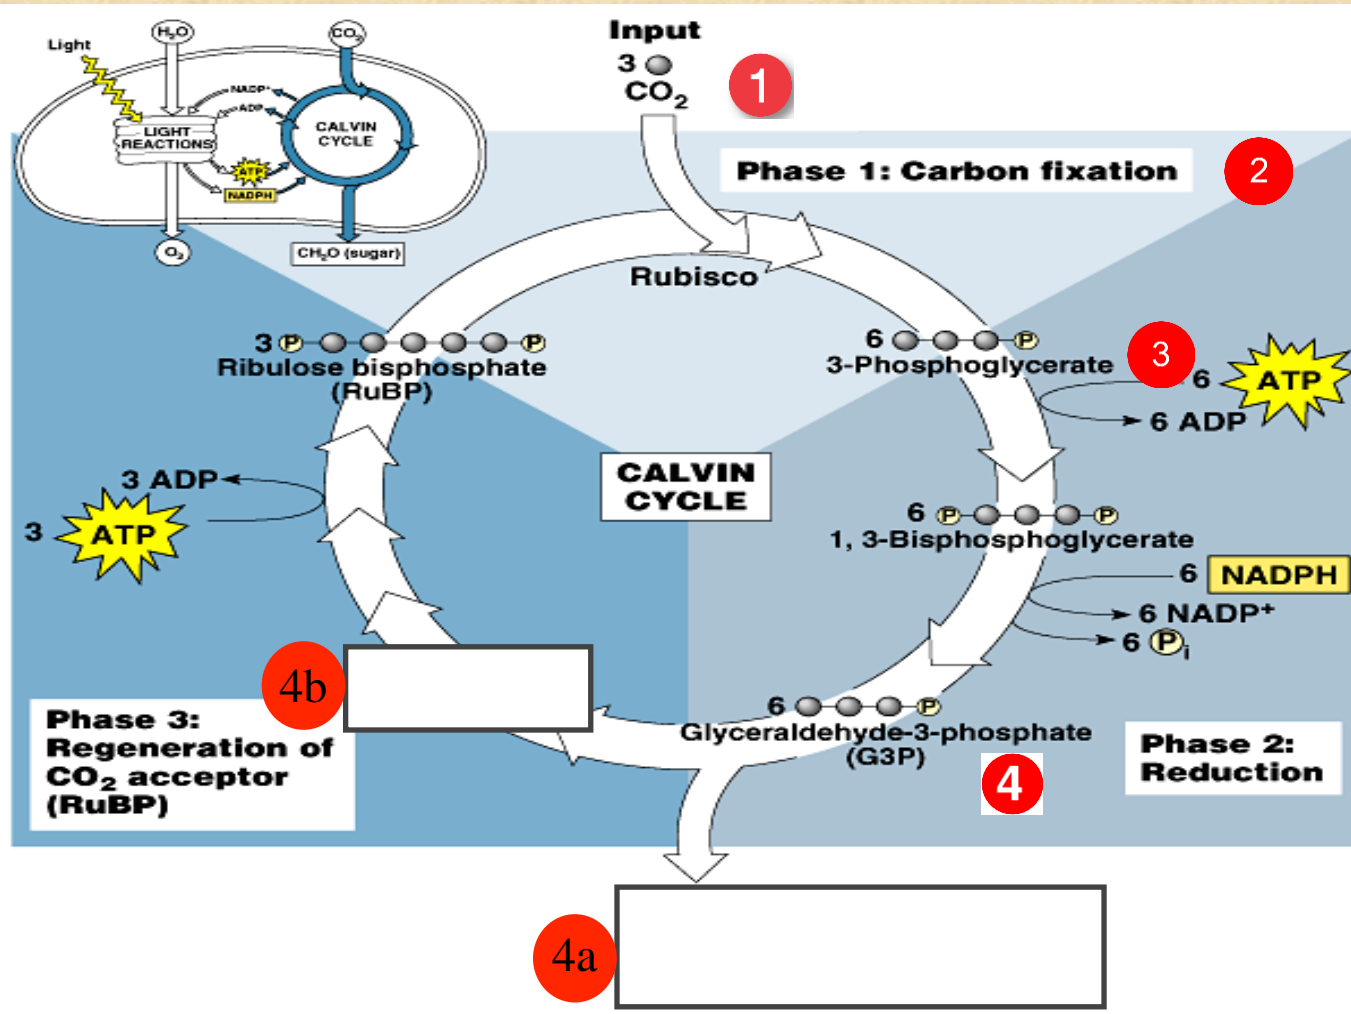 Light
H₂O
CO₂
NADP⁺
ADP
LIGHT
REACTIONS
CALVIN
CYCLE
ATP
NADPH
O₂
CH₂O (sugar)
Input
3
CO₂
1
Phase 1: Carbon fixation
2
Rubisco
3 P P
Ribulose bisphosphate
(RuBP)
6 P
3-Phosphoglycerate
3
6 ATP
6 ADP
CALVIN
CYCLE
3 ADP
3 ATP
6 P P
1, 3-Bisphosphoglycerate
6 NADPH
6 NADP⁺
6 Pi
4b
6 P
Glyceraldehyde-3-phosphate
(G3P)
4
Phase 3:
Regeneration of
CO₂ acceptor
(RuBP)
Phase 2:
Reduction
4a